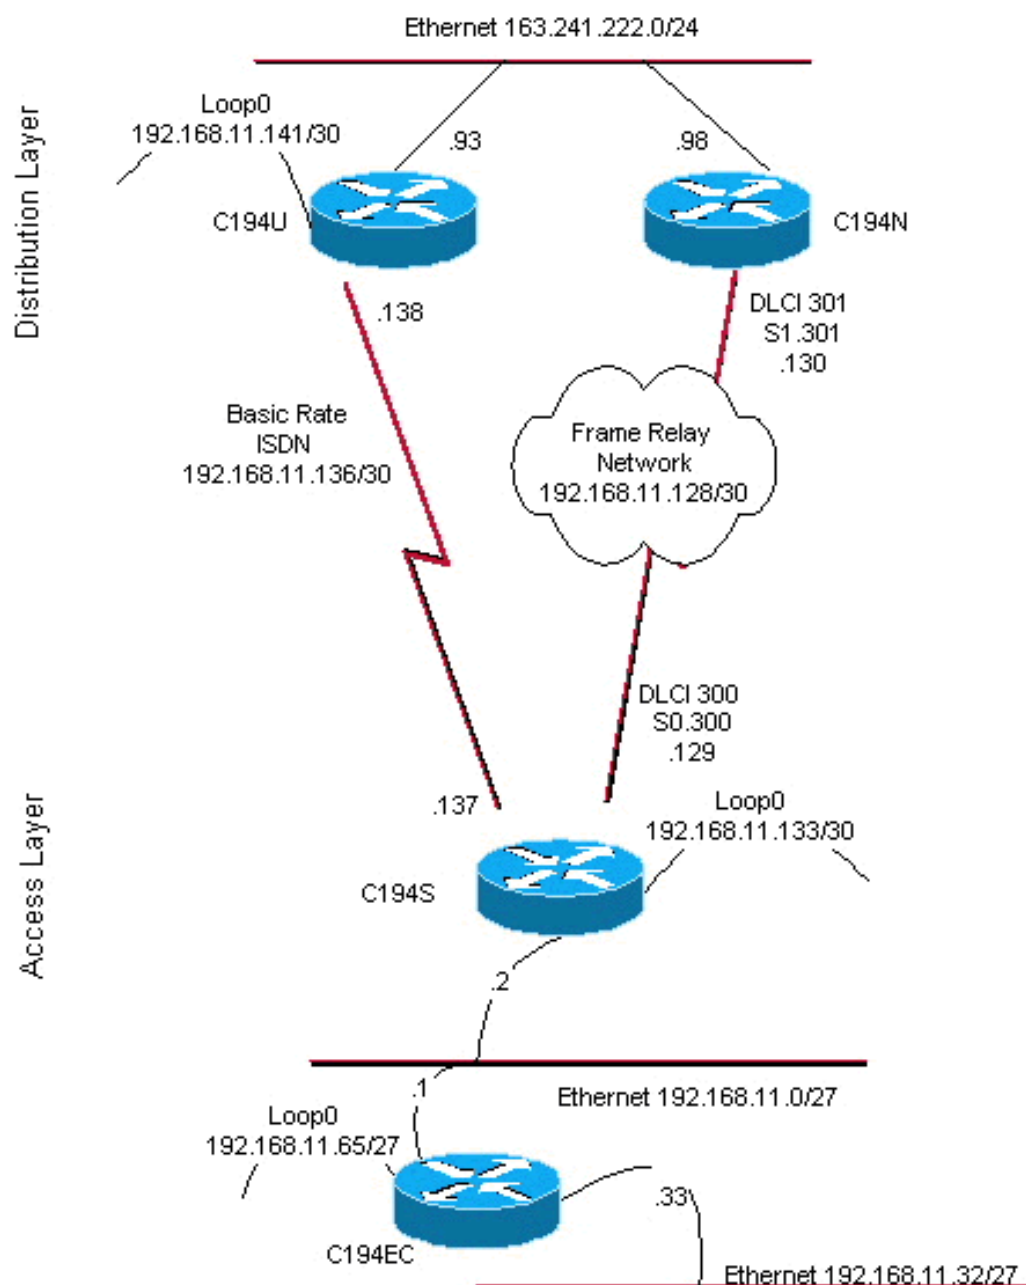 Ethernet 163.241.222.0/24
Distribution Layer
Loop0
192.168.11.141/30
.93
.98
C194U
C194N
.138
DLCI 301
S1.301
.130
Basic Rate
ISDN
192.168.11.136/30
Frame Relay
Network
192.168.11.128/30
DLCI 300
S0.300
.129
Access Layer
.137
Loop0
192.168.11.133/30
C194S
.2
.1
Ethernet 192.168.11.0/27
Loop0
192.168.11.65/27
.33
C194EC
Ethernet 192.168.11.32/27